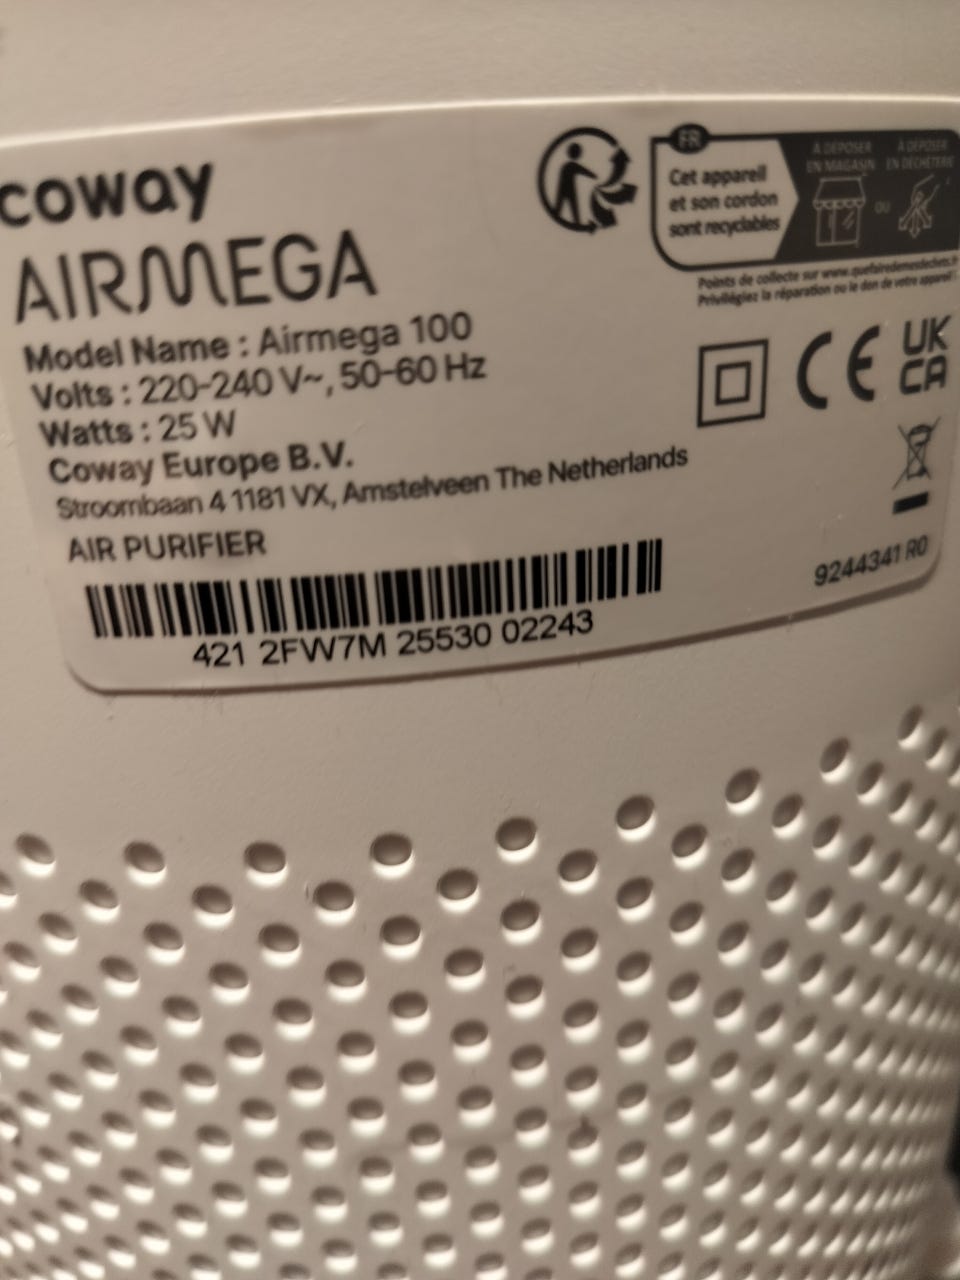 coway
AIRMEGA
Model Name : Airmega 100
Volts : 220-240 V~, 50-60 Hz
Watts : 25 W
Coway Europe B.V.
Stroombaan 4 1181 VX, Amstelveen The Netherlands
AIR PURIFIER
421 2FW7M 25530 02243
FR
Cet appareil
et son cordon
sont recyclables
À DÉPOSER
EN MAGASIN
OU
À DÉPOSER
EN DÉCHÈTERIE
Points de collecte sur www.quefairedemesdechets.fr
Privilégiez la réparation ou le don de votre appareil !
CE
UK
CA
9244341 R0